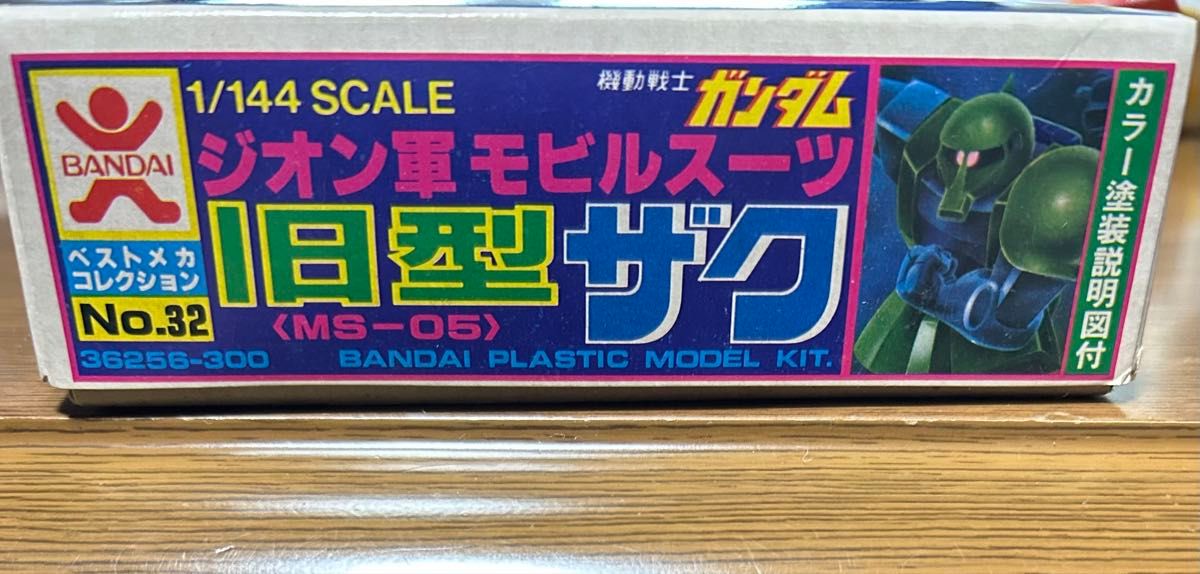 BANDAI
ベストメカ
コレクション
No.32
1/144 SCALE
機動戦士 ガンダム
ジオン軍 モビルスーツ
旧型 ザク
〈MS-05〉
36256-300 BANDAI PLASTIC MODEL KIT.
カラー塗装説明図付